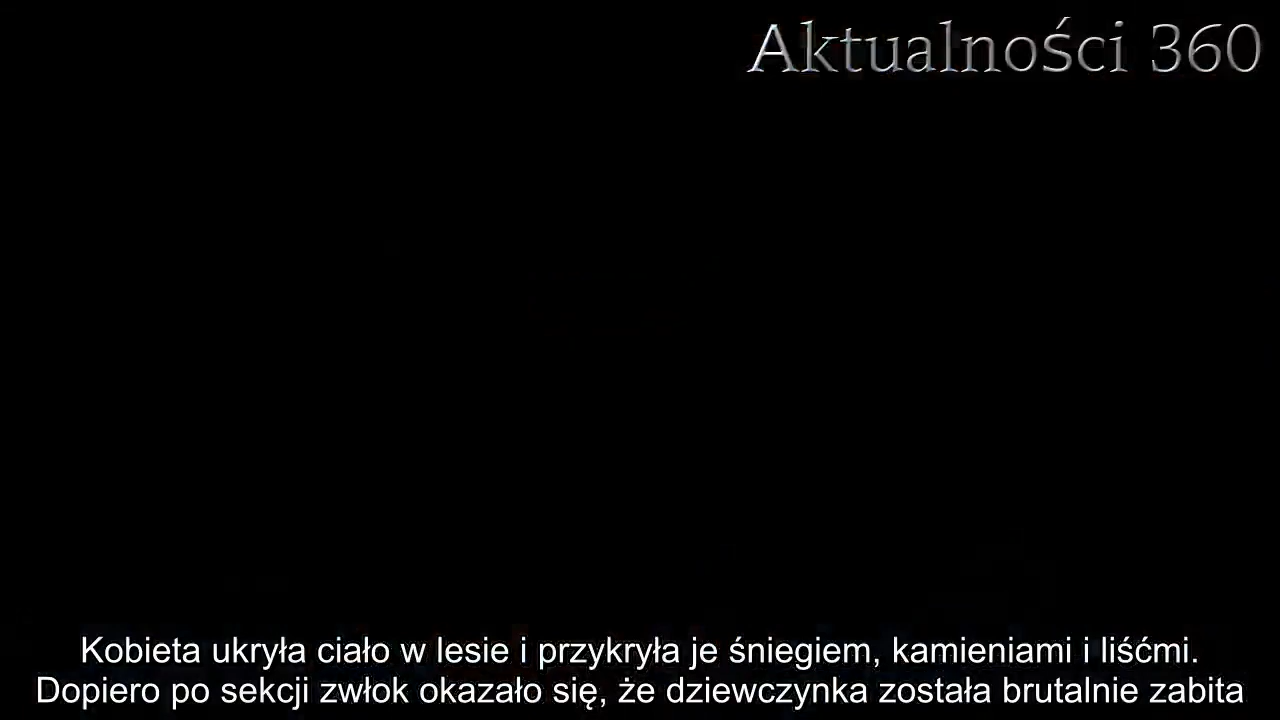 Aktualności 360
Kobieta ukryła ciało w lesie i przykryła je śniegiem, kamieniami i liśćmi.
Dopiero po sekcji zwłok okazało się, że dziewczynka została brutalnie zabita